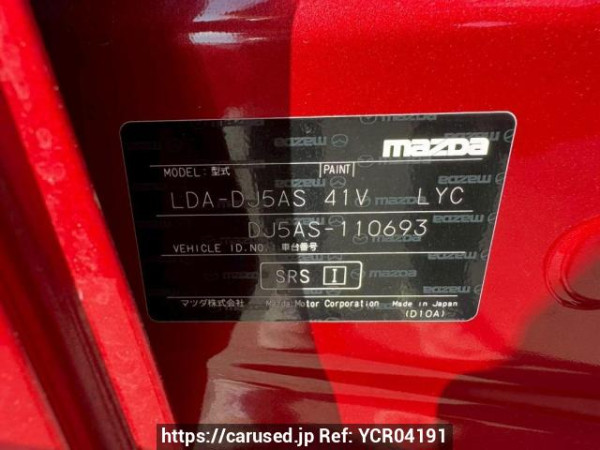 mazda
MODEL:型式 PAINT
LDA-DJ5AS 41V LYC
DJ5AS-110693
VEHICLE ID.NO.:車台番号
SRS I
マツダ株式会社 Mazda Motor Corporation Made in Japan
(D10A)
https://carused.jp Ref: YCR04191